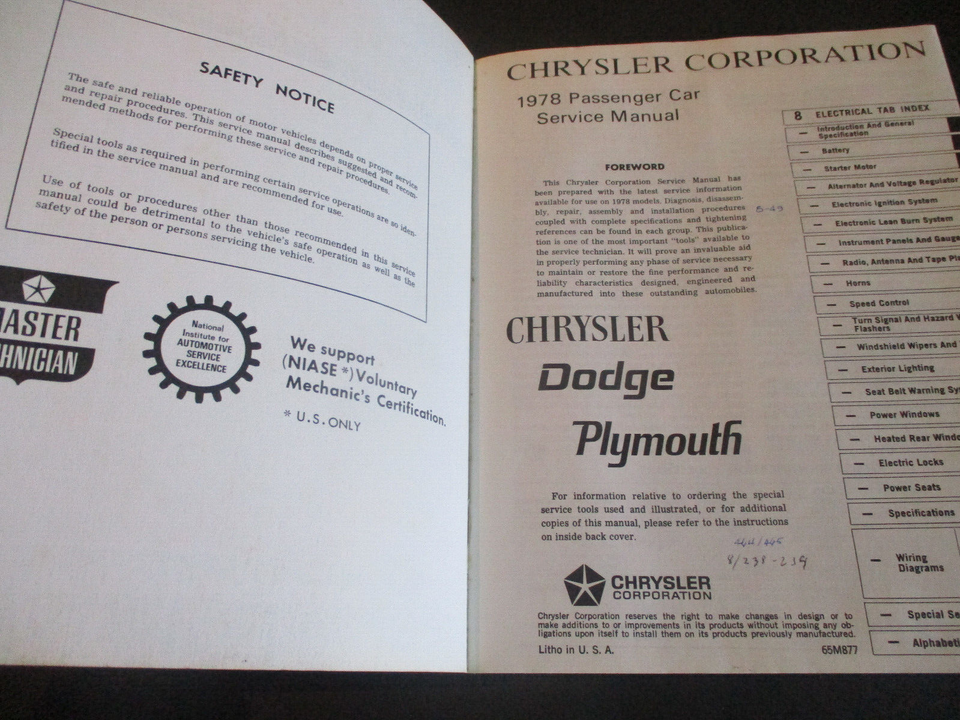 SAFETY NOTICE
The safe and reliable operation of motor vehicles depends on proper service
and repair procedures. This service manual describes suggested and recom-
mended methods for performing these service and repair procedures.
Special tools as required in performing certain service operations are so iden-
tified in the service manual and are recommended for use.
Use of tools or procedures other than those recommended in this service
manual could be detrimental to the vehicle's safe operation as well as the
safety of the person or persons servicing the vehicle.
National
Institute for
AUTOMOTIVE
SERVICE
EXCELLENCE
We support
(NIASE*) Voluntary
Mechanic's Certification.
* U.S. ONLY
CHRYSLER CORPORATION
1978 Passenger Car
Service Manual
FOREWORD
This Chrysler Corporation Service Manual has
been prepared with the latest service information
available for use on 1978 models. Diagnosis, disassem-
bly, repair, assembly and installation procedures
coupled with complete specifications and tightening
references can be found in each group. This publica-
tion is one of the most important "tools" available to
the service technician. It will prove an invaluable aid
in properly performing any phase of service necessary
to maintain or restore the fine performance and re-
liability characteristics designed, engineered and
manufactured into these outstanding automobiles.
CHRYSLER
Dodge
Plymouth
For information relative to ordering the special
service tools used and illustrated, or for additional
copies of this manual, please refer to the instructions
on inside back cover.
8/238-239
CHRYSLER
CORPORATION
Chrysler Corporation reserves the right to make changes in design or to
make additions to or improvements in its products without imposing any ob-
ligations upon itself to install them on its products previously manufactured.
Litho in U. S. A. 65M877
8 ELECTRICAL TAB INDEX
— Introduction And General
Specification
— Battery
— Starter Motor
— Alternator And Voltage Regulator
— Electronic Ignition System
— Electronic Lean Burn System
— Instrument Panels And
— Radio, Antenna And Tape
— Horns
— Speed Control
— Turn Signal And Hazard
Flashers
— Windshield Wipers And
— Exterior Lighting
— Seat Belt Warning
— Power Windows
— Heated Rear
— Electric Locks
— Power Seats
— Specifications
— Wiring
Diagrams
— Special